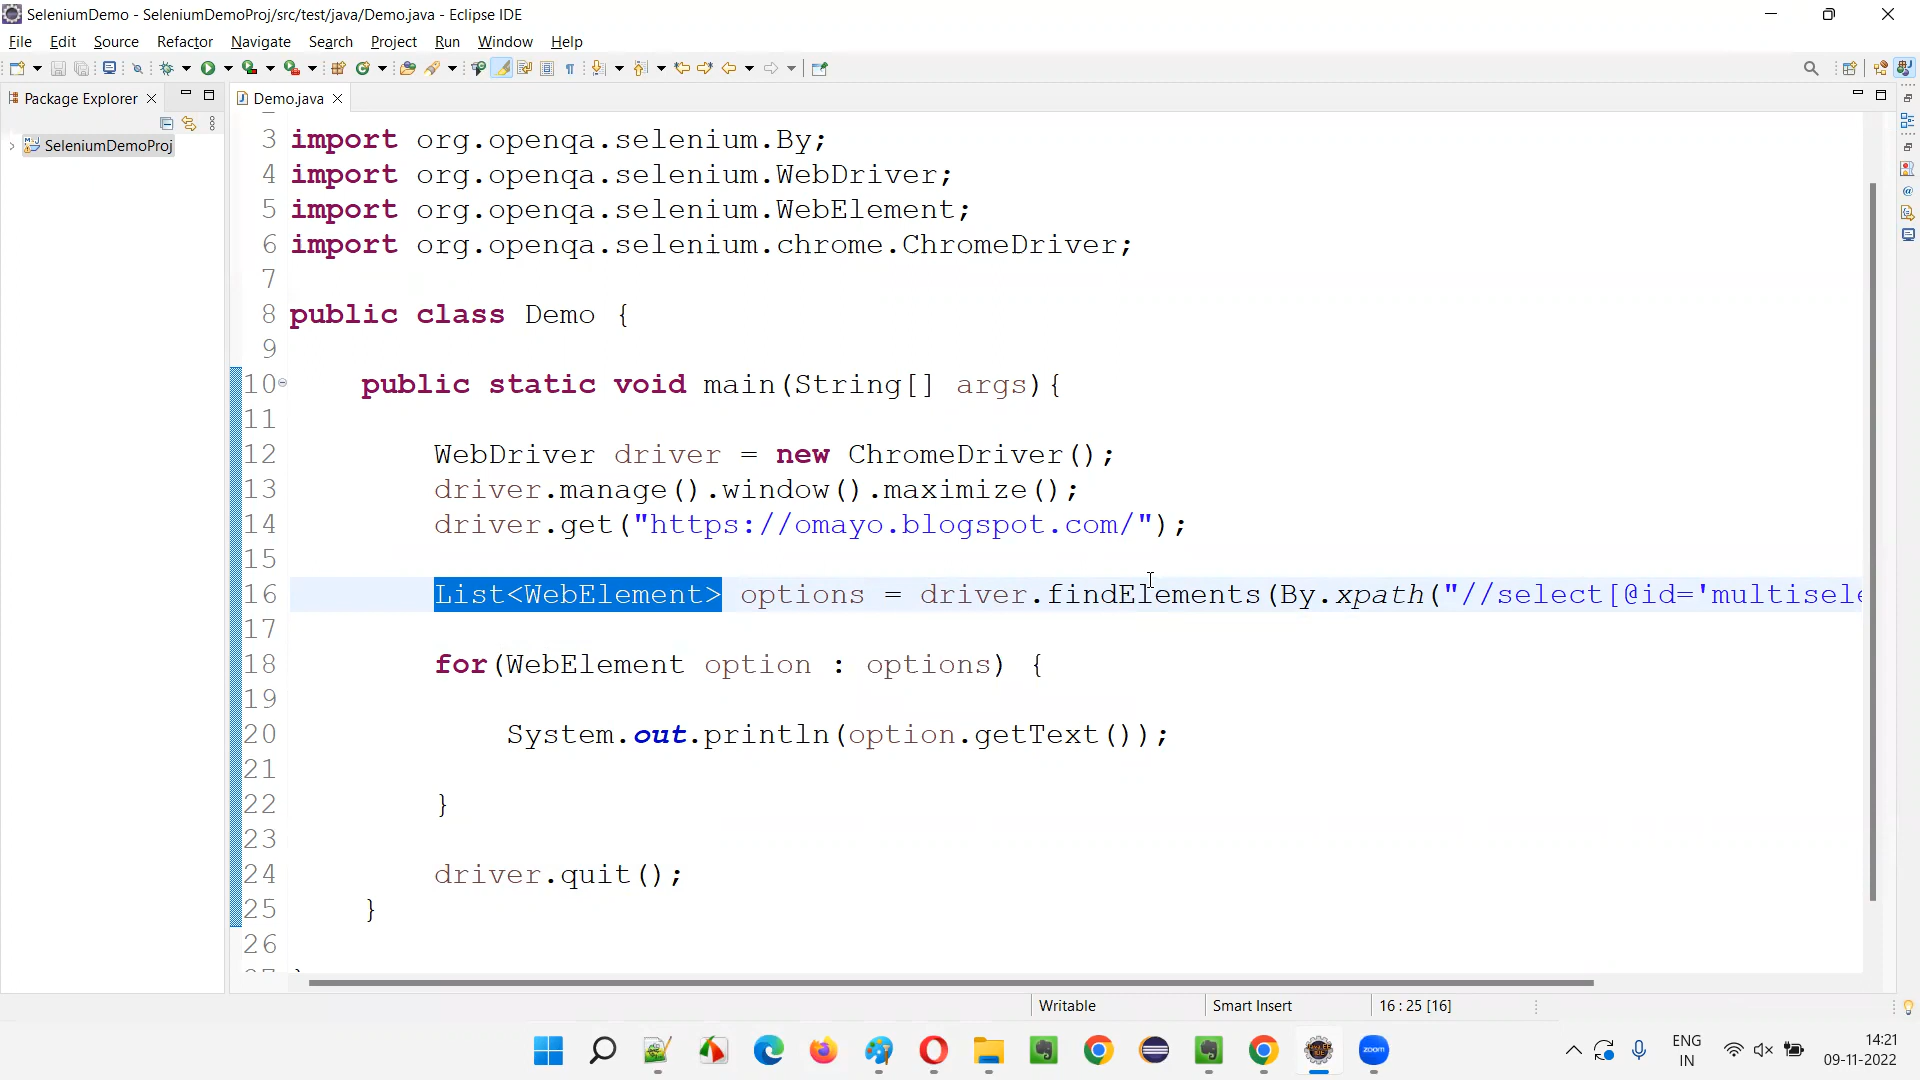 SeleniumDemo - SeleniumDemoProj/src/test/java/Demo.java - Eclipse IDE
File Edit Source Refactor Navigate Search Project Run Window Help
Package Explorer
Demo.java
SeleniumDemoProj
3 import org.openqa.selenium.By;
4 import org.openqa.selenium.WebDriver;
5 import org.openqa.selenium.WebElement;
6 import org.openqa.selenium.chrome.ChromeDriver;
7
8 public class Demo {
9
10 public static void main(String[] args){
11
12 WebDriver driver = new ChromeDriver();
13 driver.manage().window().maximize();
14 driver.get("https://omayo.blogspot.com/");
15
16 List<WebElement> options = driver.findElements(By.xpath("//select[@id='multisele
17
18 for(WebElement option : options) {
19
20 System.out.println(option.getText());
21
22 }
23
24 driver.quit();
25 }
26
Writable Smart Insert 16 : 25 [16]
zoom
ENG
IN
14:21
09-11-2022